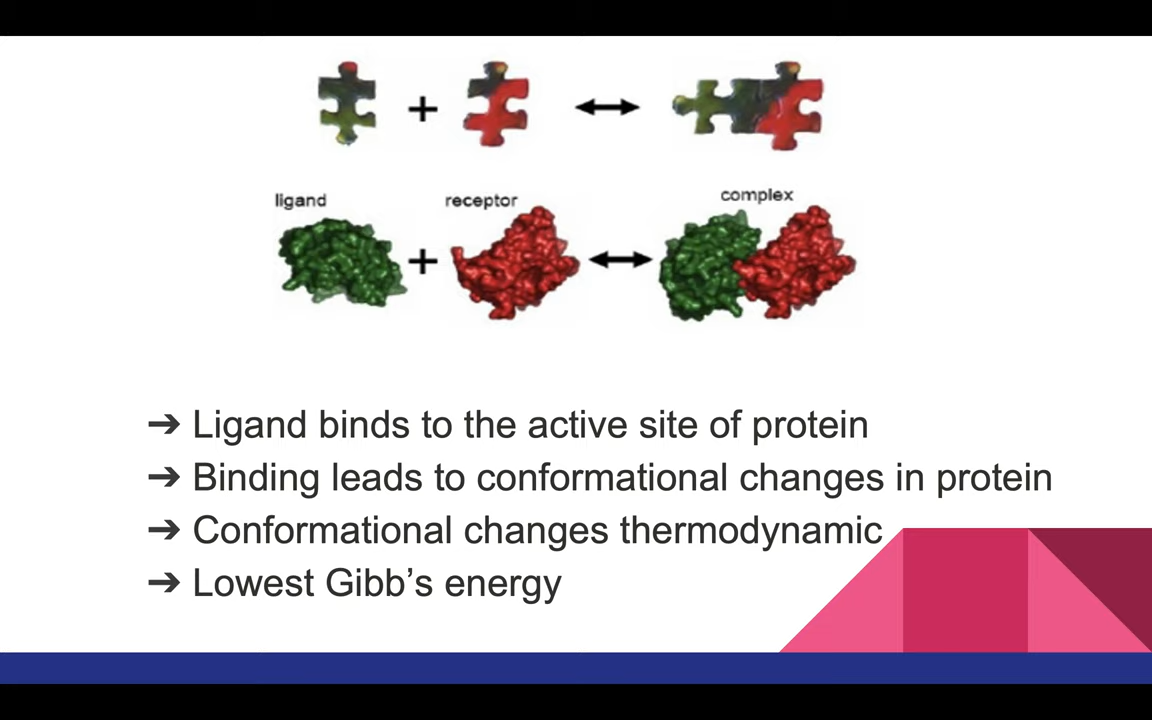 ligand receptor complex
➔ Ligand binds to the active site of protein
➔ Binding leads to conformational changes in protein
➔ Conformational changes thermodynamic
➔ Lowest Gibb’s energy